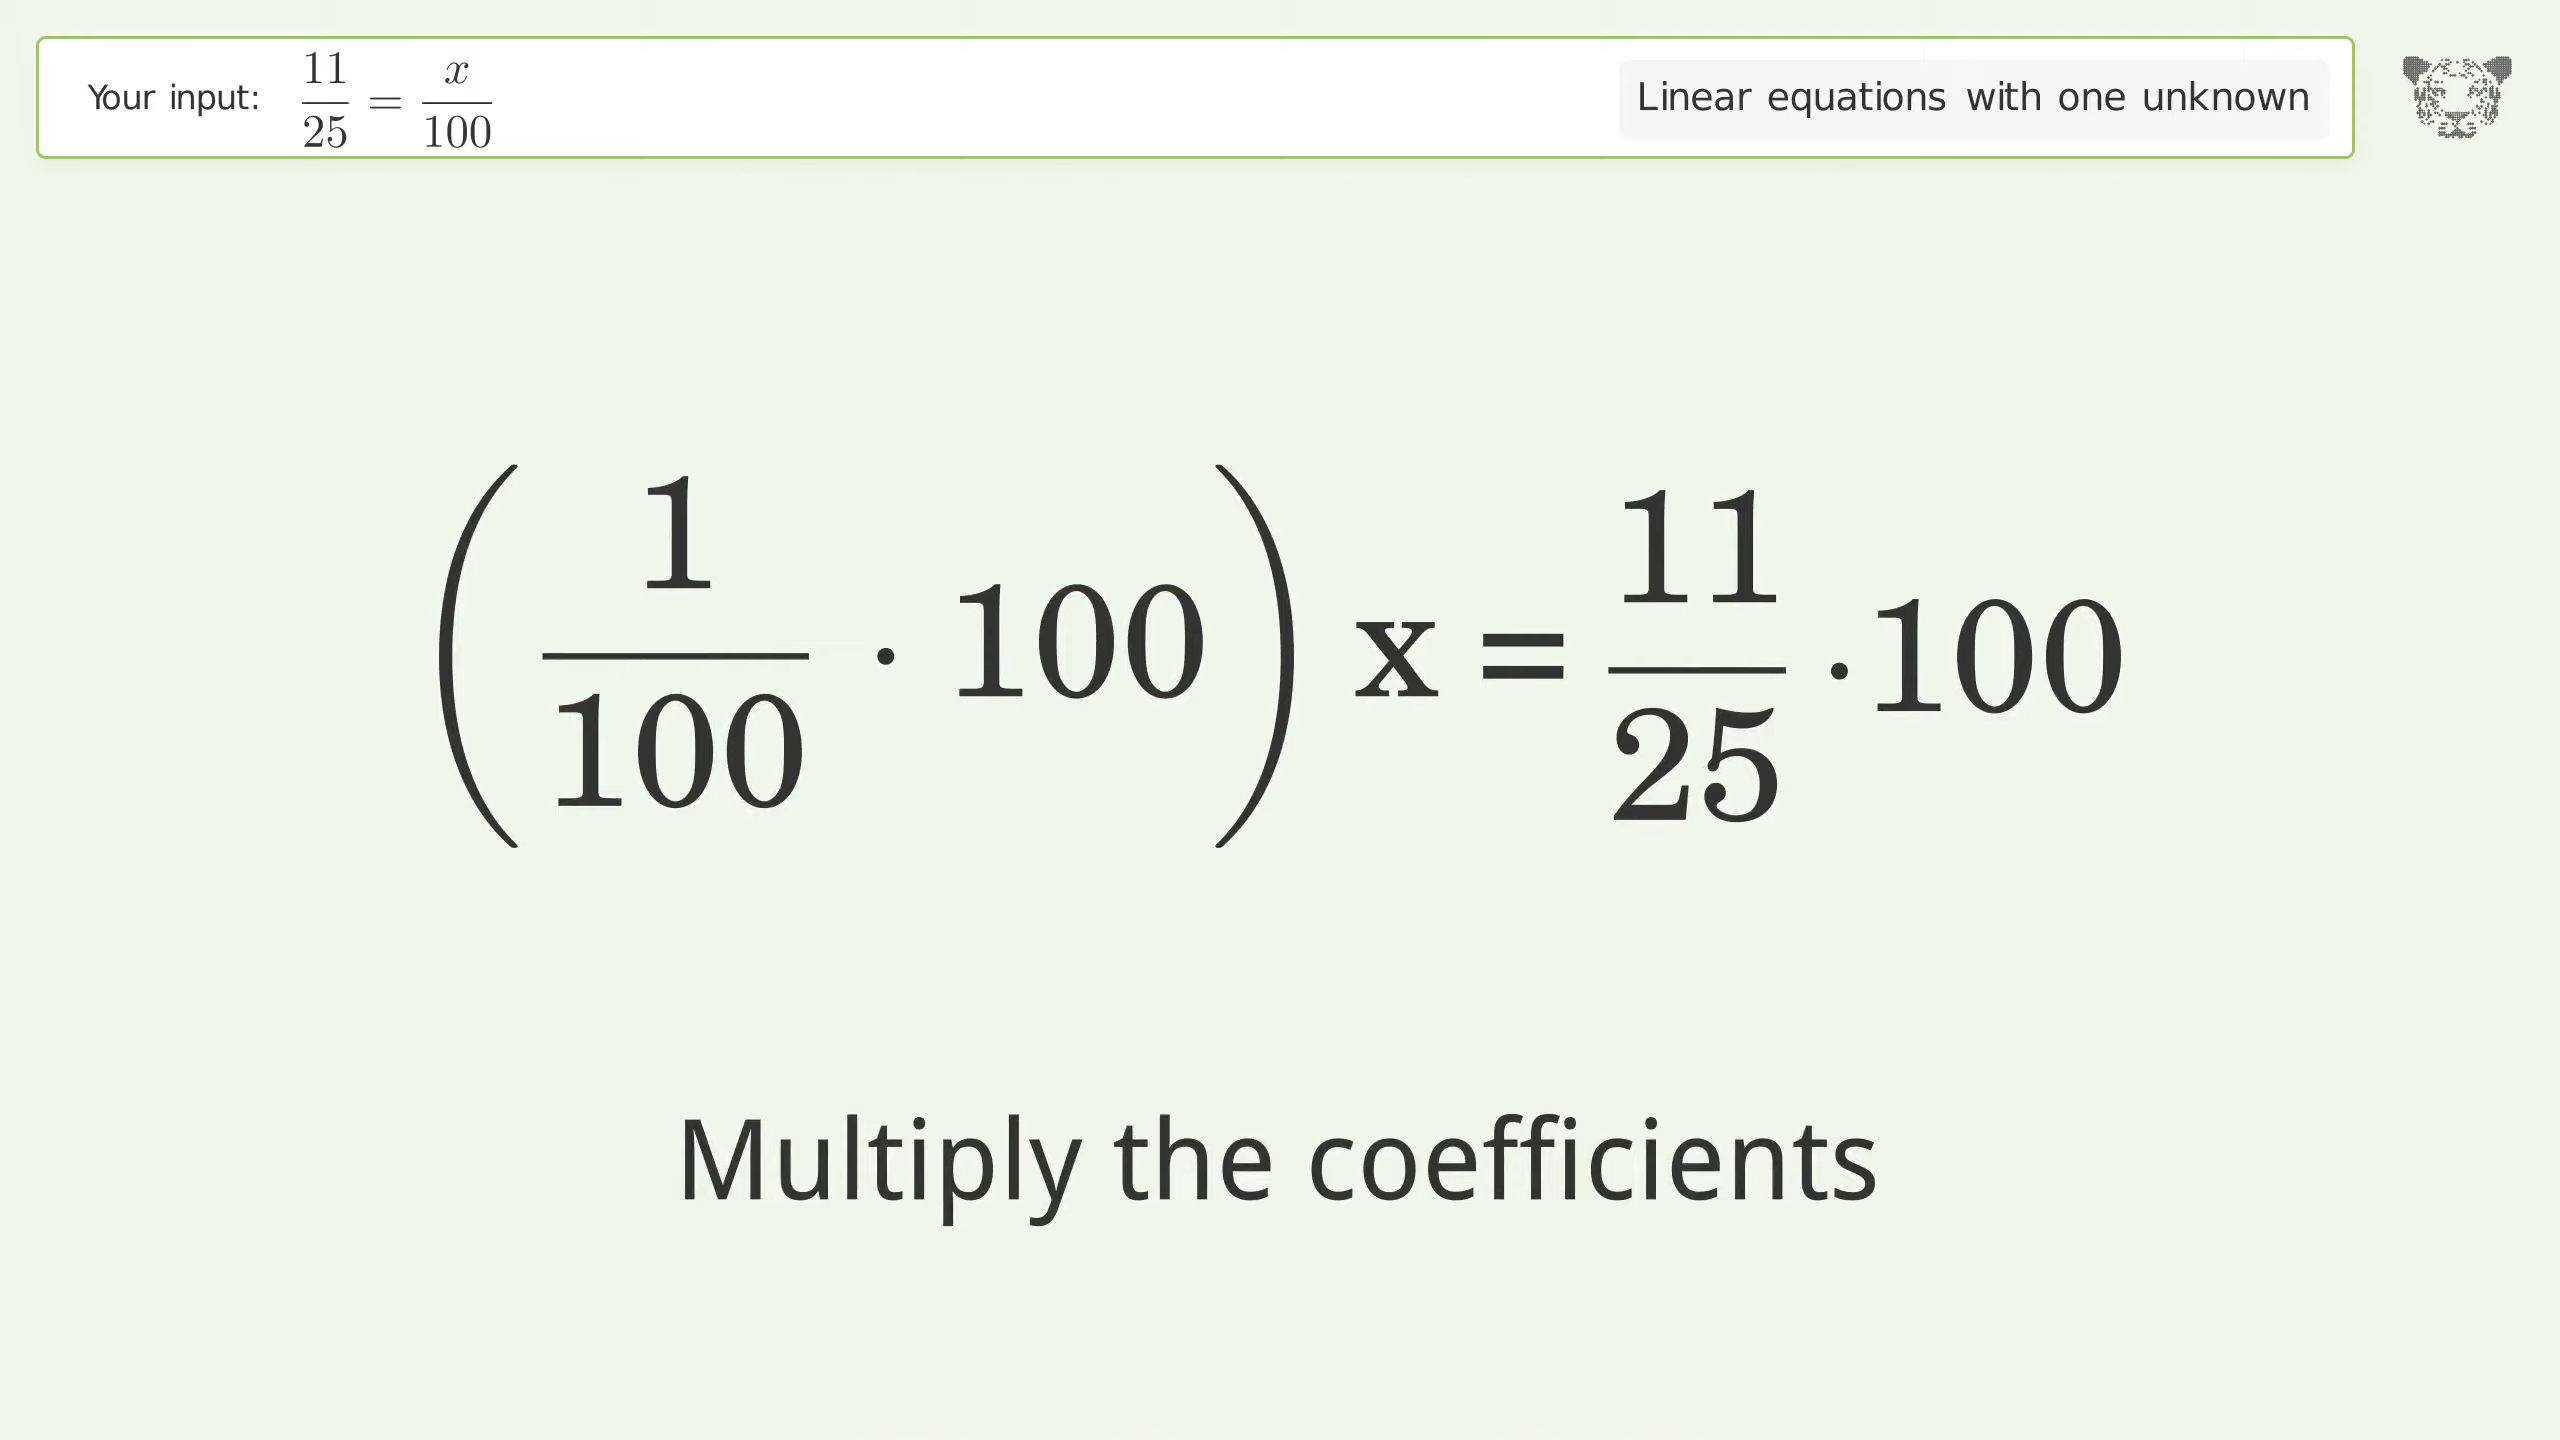 Your input: 11/25 = x/100
Linear equations with one unknown
(1/100 · 100) x = 11/25 · 100
Multiply the coefficients